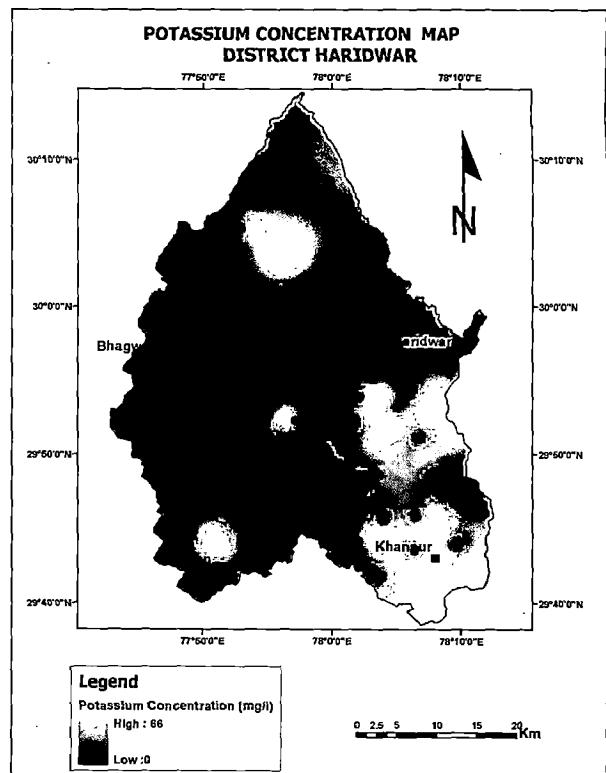 POTASSIUM CONCENTRATION MAP
DISTRICT HARIDWAR
77°50'0"E 78°0'0"E 78°10'0"E
30°10'0"N 30°10'0"N
N
30°0'0"N 30°0'0"N
Bhagw aridwar
29°50'0"N 29°50'0"N
Khanpur
29°40'0"N 29°40'0"N
77°50'0"E 78°0'0"E 78°10'0"E
Legend
Potassium Concentration (mg/l)
High : 66
Low :0
0 2.5 5 10 15 20
Km